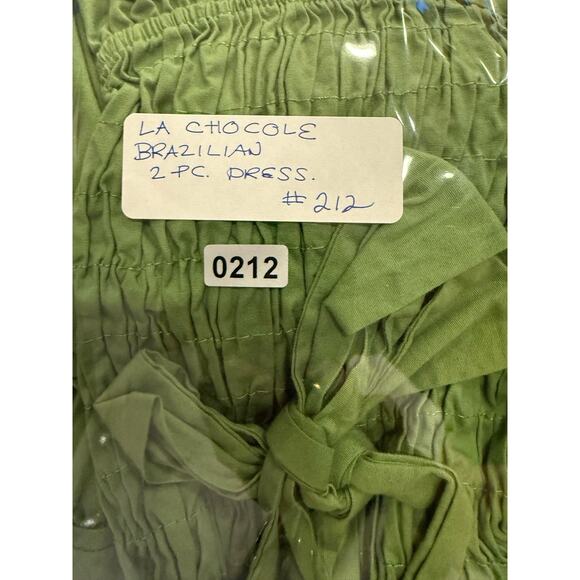 LA CHOCOLE
BRAZILIAN
2 PC. DRESS.
# 212
0212